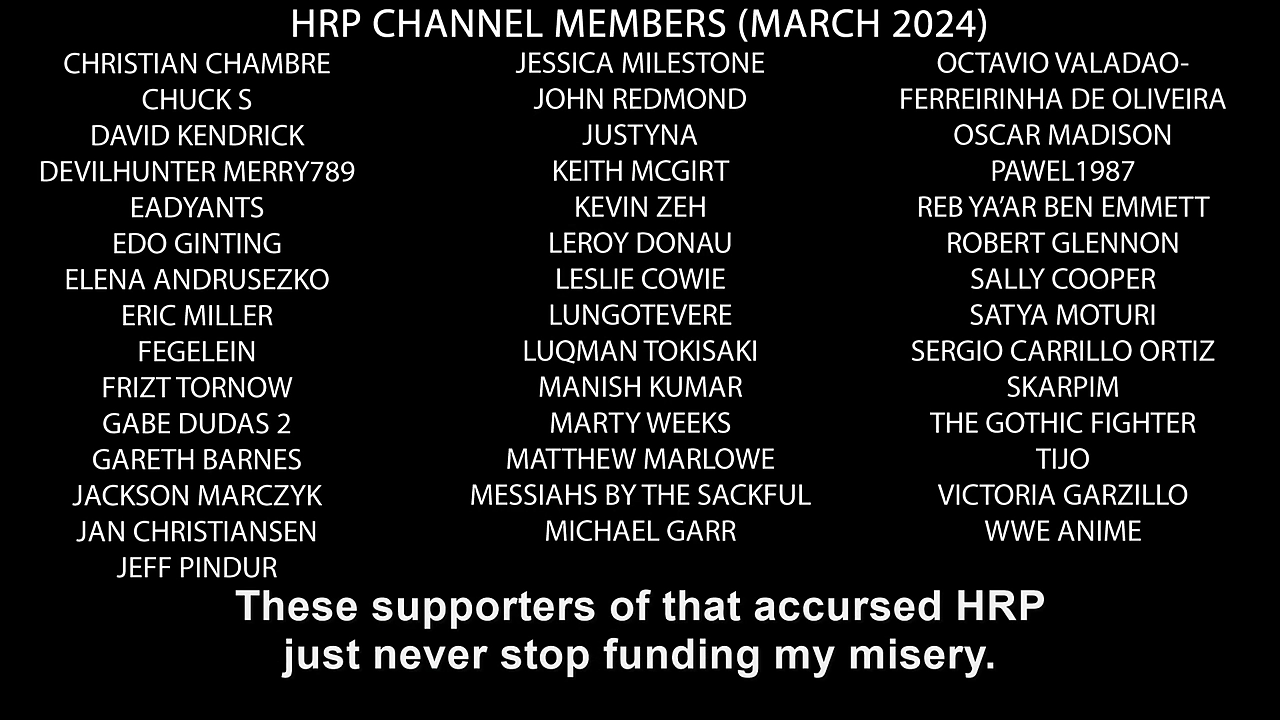 HRP CHANNEL MEMBERS (MARCH 2024)
CHRISTIAN CHAMBRE
CHUCK S
DAVID KENDRICK
DEVILHUNTER MERRY789
EADYANTS
EDO GINTING
ELENA ANDRUSEZKO
ERIC MILLER
FEGELEIN
FRIZT TORNOW
GABE DUDAS 2
GARETH BARNES
JACKSON MARCZYK
JAN CHRISTIANSEN
JEFF PINDUR
JESSICA MILESTONE
JOHN REDMOND
JUSTYNA
KEITH MCGIRT
KEVIN ZEH
LEROY DONAU
LESLIE COWIE
LUNGOTEVERE
LUQMAN TOKISAKI
MANISH KUMAR
MARTY WEEKS
MATTHEW MARLOWE
MESSIAHS BY THE SACKFUL
MICHAEL GARR
OCTAVIO VALADAO-
FERREIRINHA DE OLIVEIRA
OSCAR MADISON
PAWEL1987
REB YA’AR BEN EMMETT
ROBERT GLENNON
SALLY COOPER
SATYA MOTURI
SERGIO CARRILLO ORTIZ
SKARPIM
THE GOTHIC FIGHTER
TIJO
VICTORIA GARZILLO
WWE ANIME
These supporters of that accursed HRP
just never stop funding my misery.